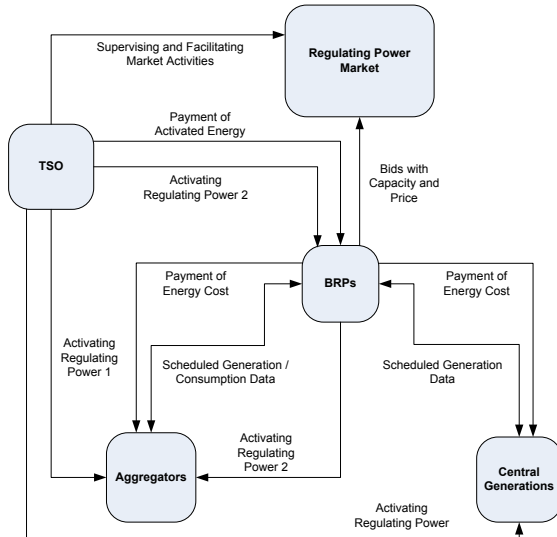 Supervising and Facilitating
Market Activities
Regulating Power
Market
Payment of
Activated Energy
TSO
Activating
Regulating Power 2
Bids with
Capacity and
Price
BRPs
Payment of
Energy Cost
Payment of
Energy Cost
Activating
Regulating
Power 1
Scheduled Generation /
Consumption Data
Scheduled Generation
Data
Aggregators
Activating
Regulating
Power 2
Central
Generations
Activating
Regulating Power